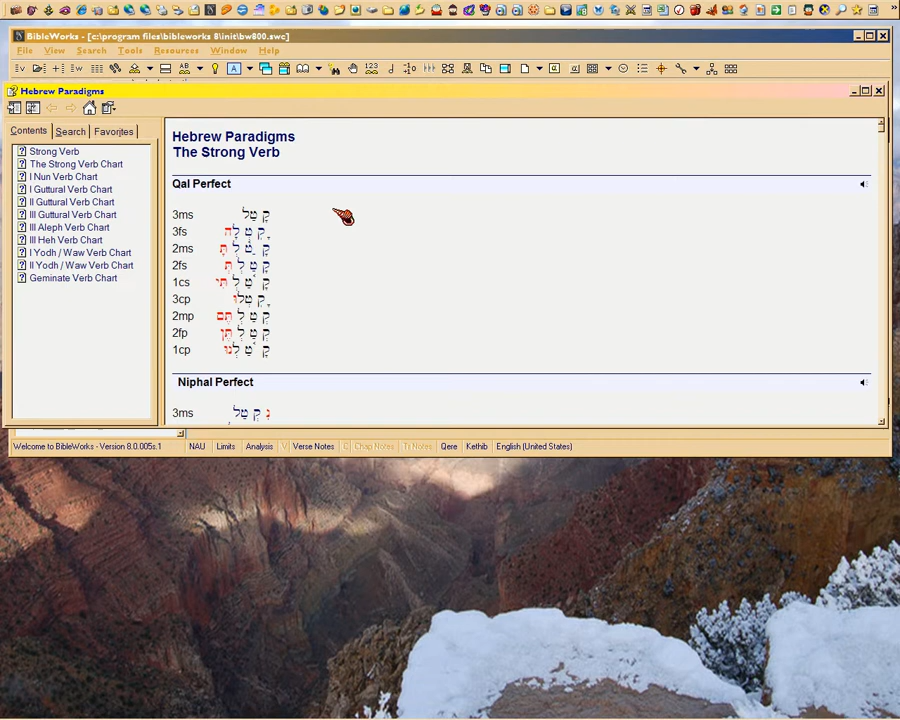 BibleWorks - [c:\program files\bibleworks 8\init\bw800.swc]
File View Search Tools Resources Window Help
Hebrew Paradigms
Contents Search Favorites
Strong Verb
The Strong Verb Chart
I Nun Verb Chart
I Guttural Verb Chart
II Guttural Verb Chart
III Guttural Verb Chart
III Aleph Verb Chart
III Heh Verb Chart
I Yodh / Waw Verb Chart
II Yodh / Waw Verb Chart
Geminate Verb Chart
Hebrew Paradigms
The Strong Verb
Qal Perfect
3ms קָטַל
3fs קָטְלָה
2ms קָטַלְתָּ
2fs קָטַלְתְּ
1cs קָטַלְתִּי
3cp קָטְלוּ
2mp קְטַלְתֶּם
2fp קְטַלְתֶּן
1cp קָטַלְנוּ
Niphal Perfect
3ms נִקְטַל
Welcome to BibleWorks - Version 8.0.005s.1 NAU Limits Analysis V Verse Notes C Chap Notes Qere Kethib English (United States)